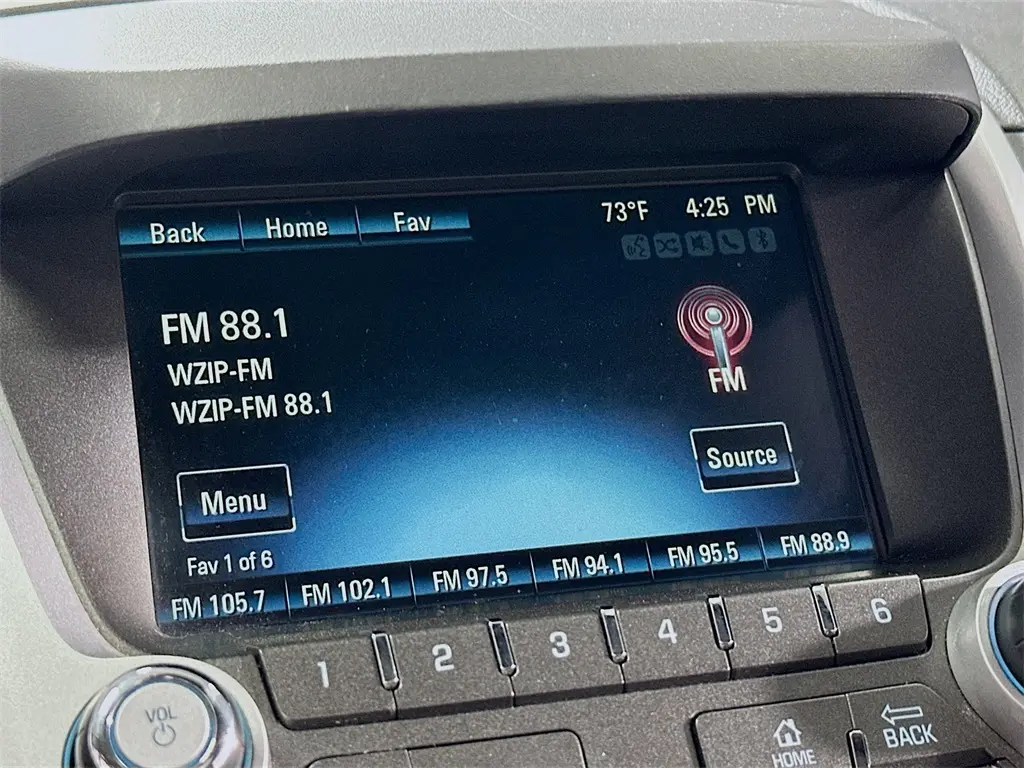 Back Home Fav 73°F 4:25 PM
FM 88.1
WZIP-FM
WZIP-FM 88.1
FM
Source
Menu
Fav 1 of 6
FM 105.7 FM 102.1 FM 97.5 FM 94.1 FM 95.5 FM 88.9
1 2 3 4 5 6
VOL
HOME BACK